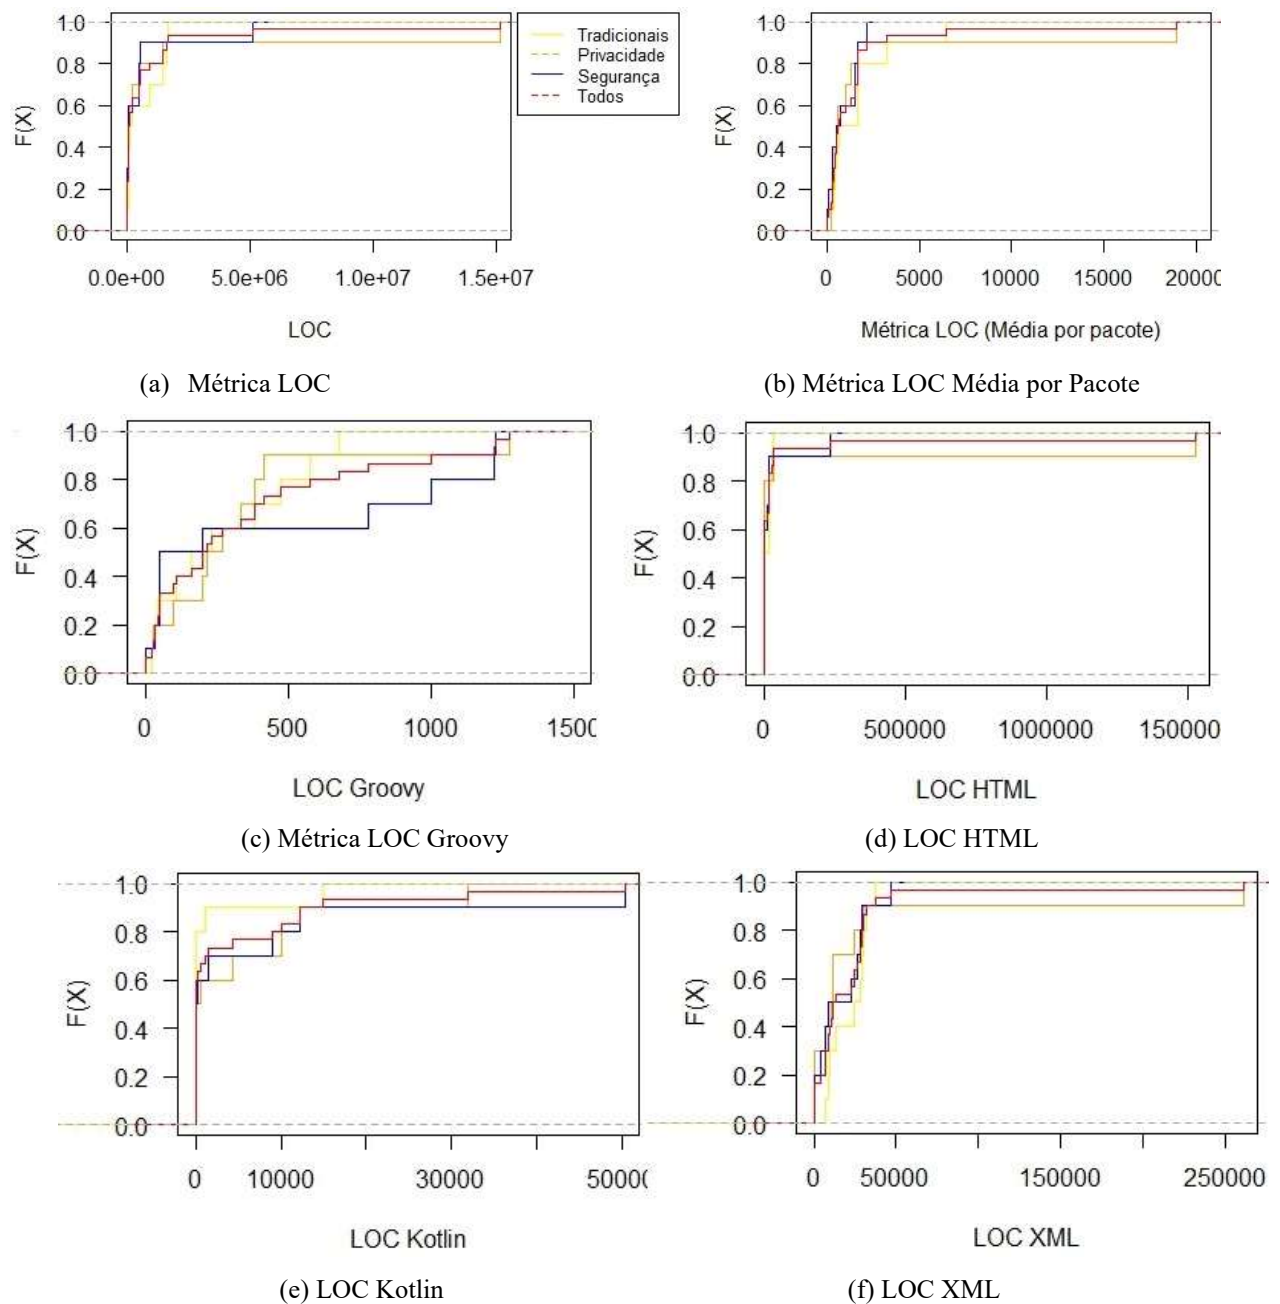 1.0
0.8
0.6
0.4
0.2
0.0
F(X)
0.0e+00 5.0e+06 1.0e+07 1.5e+07
LOC
Tradicionais
Privacidade
Segurança
Todos
1.0
0.8
0.6
0.4
0.2
0.0
F(X)
0 5000 10000 15000 20000
Métrica LOC (Média por pacote)
(a) Métrica LOC
(b) Métrica LOC Média por Pacote
1.0
0.8
0.6
0.4
0.2
0.0
F(X)
0 500 1000 1500
LOC Groovy
1.0
0.8
0.6
0.4
0.2
0.0
F(X)
0 500000 1000000 150000
LOC HTML
(c) Métrica LOC Groovy
(d) LOC HTML
1.0
0.8
0.6
0.4
0.2
0.0
F(X)
0 10000 30000 50000
LOC Kotlin
1.0
0.8
0.6
0.4
0.2
0.0
F(X)
0 50000 150000 250000
LOC XML
(e) LOC Kotlin
(f) LOC XML